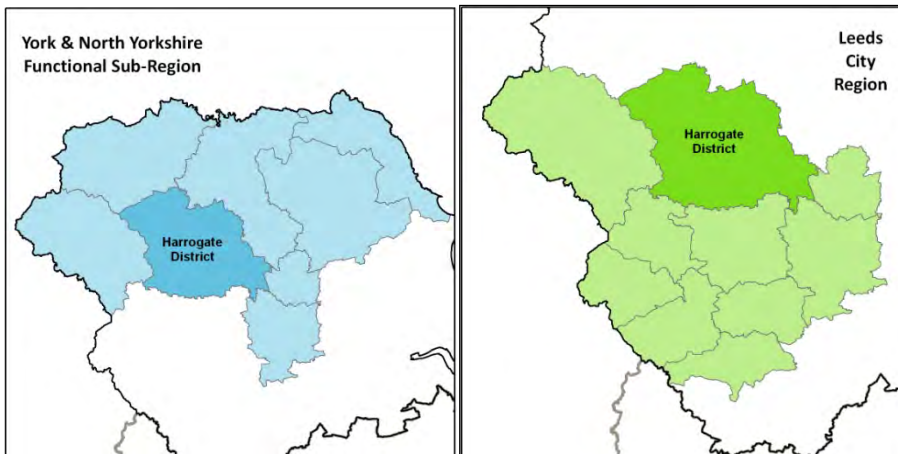 York & North Yorkshire
Functional Sub-Region
Harrogate
District
Leeds
City
Region
Harrogate
District